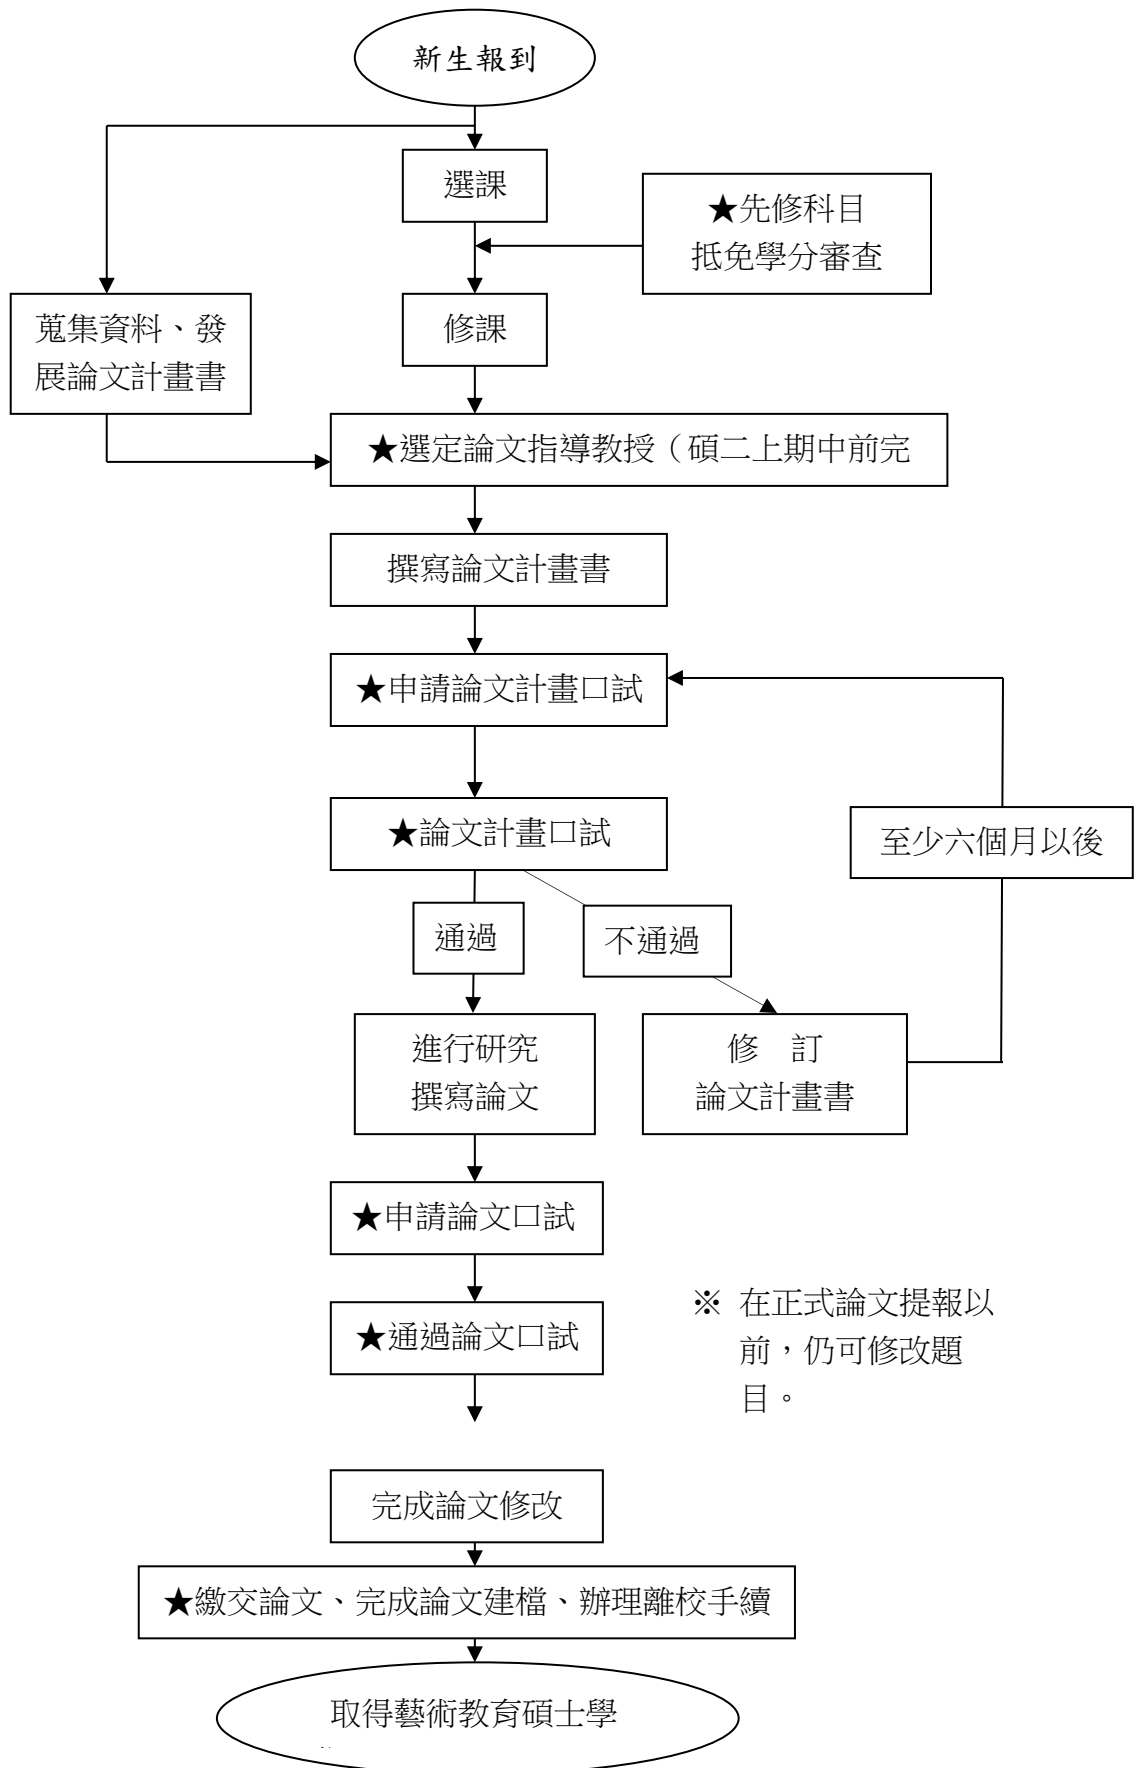 新生報到
選課
★先修科目
抵免學分審查
蒐集資料、發
展論文計畫書
修課
★選定論文指導教授（碩二上期中前完
撰寫論文計畫書
★申請論文計畫口試
★論文計畫口試
至少六個月以後
通過
不通過
進行研究
撰寫論文
修　訂
論文計畫書
★申請論文口試
★通過論文口試
※ 在正式論文提報以
前，仍可修改題
目。
完成論文修改
★繳交論文、完成論文建檔、辦理離校手續
取得藝術教育碩士學